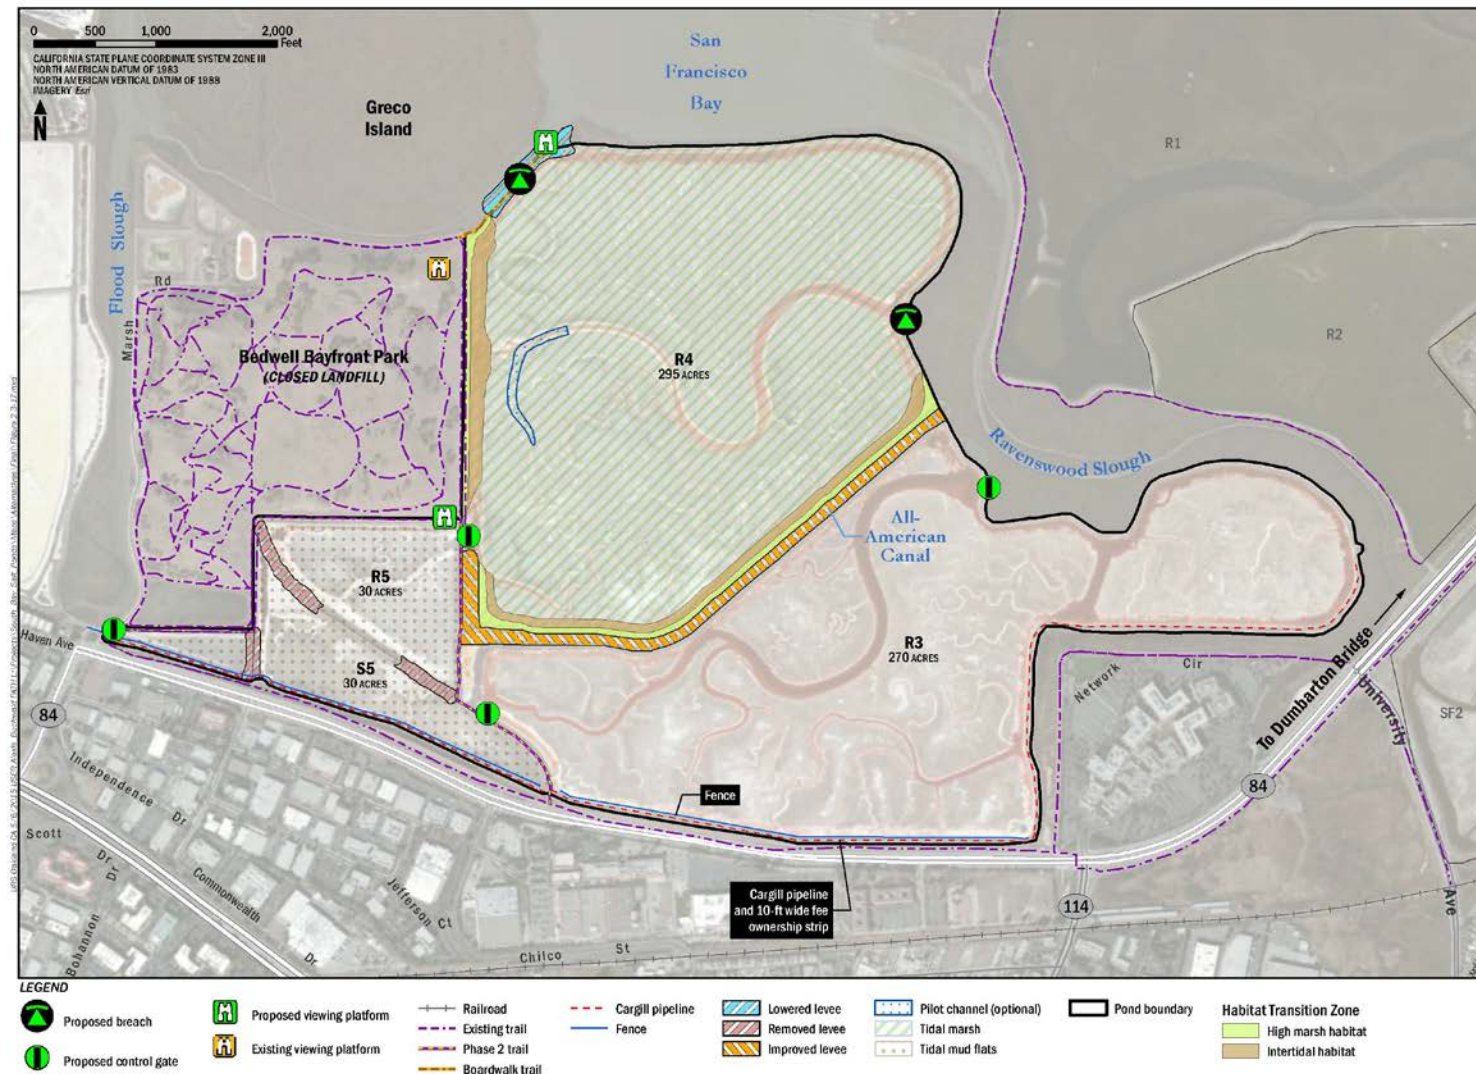 0 500 1,000 2,000
Feet
CALIFORNIA STATE PLANE COORDINATE SYSTEM ZONE III
NORTH AMERICAN DATUM OF 1983
NORTH AMERICAN VERTICAL DATUM OF 1988
IMAGERY Esri
N
San
Francisco
Bay
Greco
Island
R1
Flood Slough
Rd
Marsh
R2
Bedwell Bayfront Park
(CLOSED LANDFILL)
R4
295 ACRES
Ravenswood Slough
All-
American
Canal
R5
30 ACRES
Haven Ave
S5
30 ACRES
R3
270 ACRES
Network Cir
To Dumbarton Bridge
University
Ave
SF2
84
84
114
Independence Dr
Fence
Scott
Dr
Commonwealth
Dr
Jefferson
Ct
Bohannon
Dr
Chilco St
Cargill pipeline
and 10-ft wide fee
ownership strip
LEGEND
Proposed breach
Proposed control gate
Proposed viewing platform
Existing viewing platform
Railroad
Existing trail
Phase 2 trail
Boardwalk trail
Cargill pipeline
Fence
Lowered levee
Removed levee
Improved levee
Pilot channel (optional)
Tidal marsh
Tidal mud flats
Pond boundary
Habitat Transition Zone
High marsh habitat
Intertidal habitat